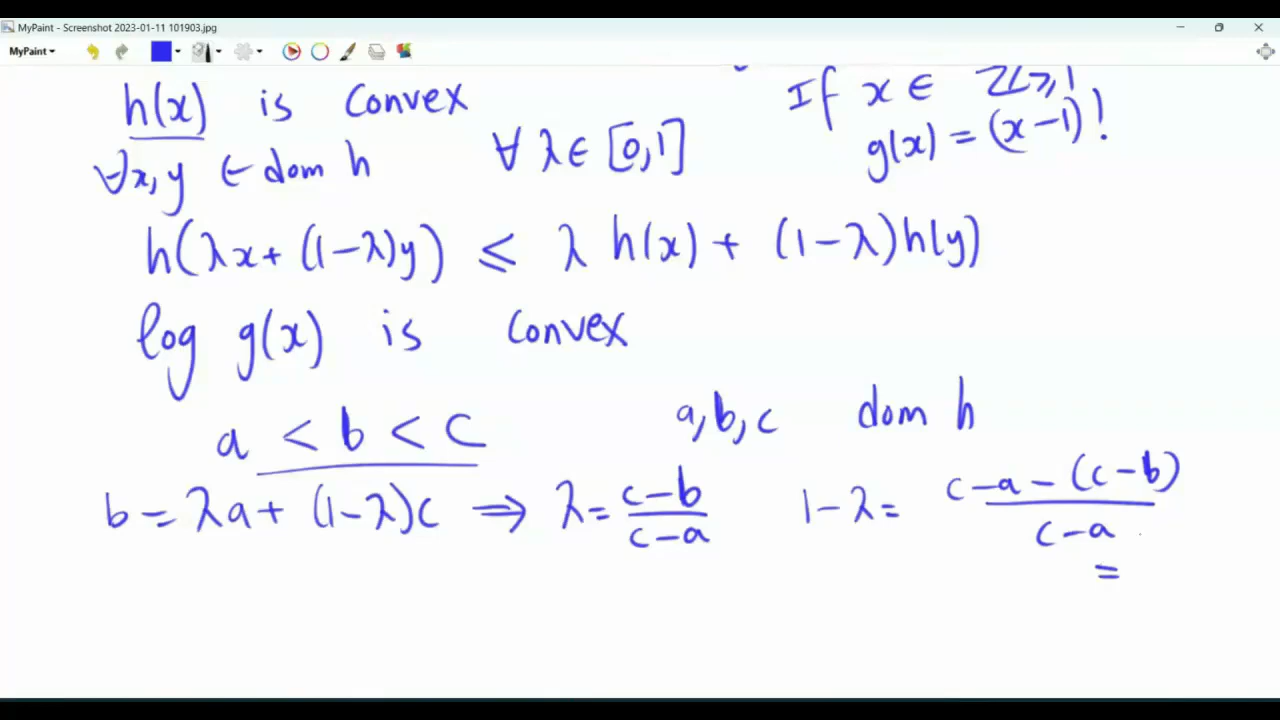 MyPaint - Screenshot 2023-01-11 101903.jpg
MyPaint
h(x) is convex
If x ∈ ℤ≥1
g(x) = (x-1)!
∀x, y ∈ dom h ∀ λ ∈ [0,1]
h(λx + (1-λ)y) ≤ λ h(x) + (1-λ)h(y)
log g(x) is convex
a < b < c a, b, c dom h
b = λa + (1-λ)c ⇒ λ = (c-b)/(c-a) 1-λ = (c-a-(c-b))/(c-a)
=